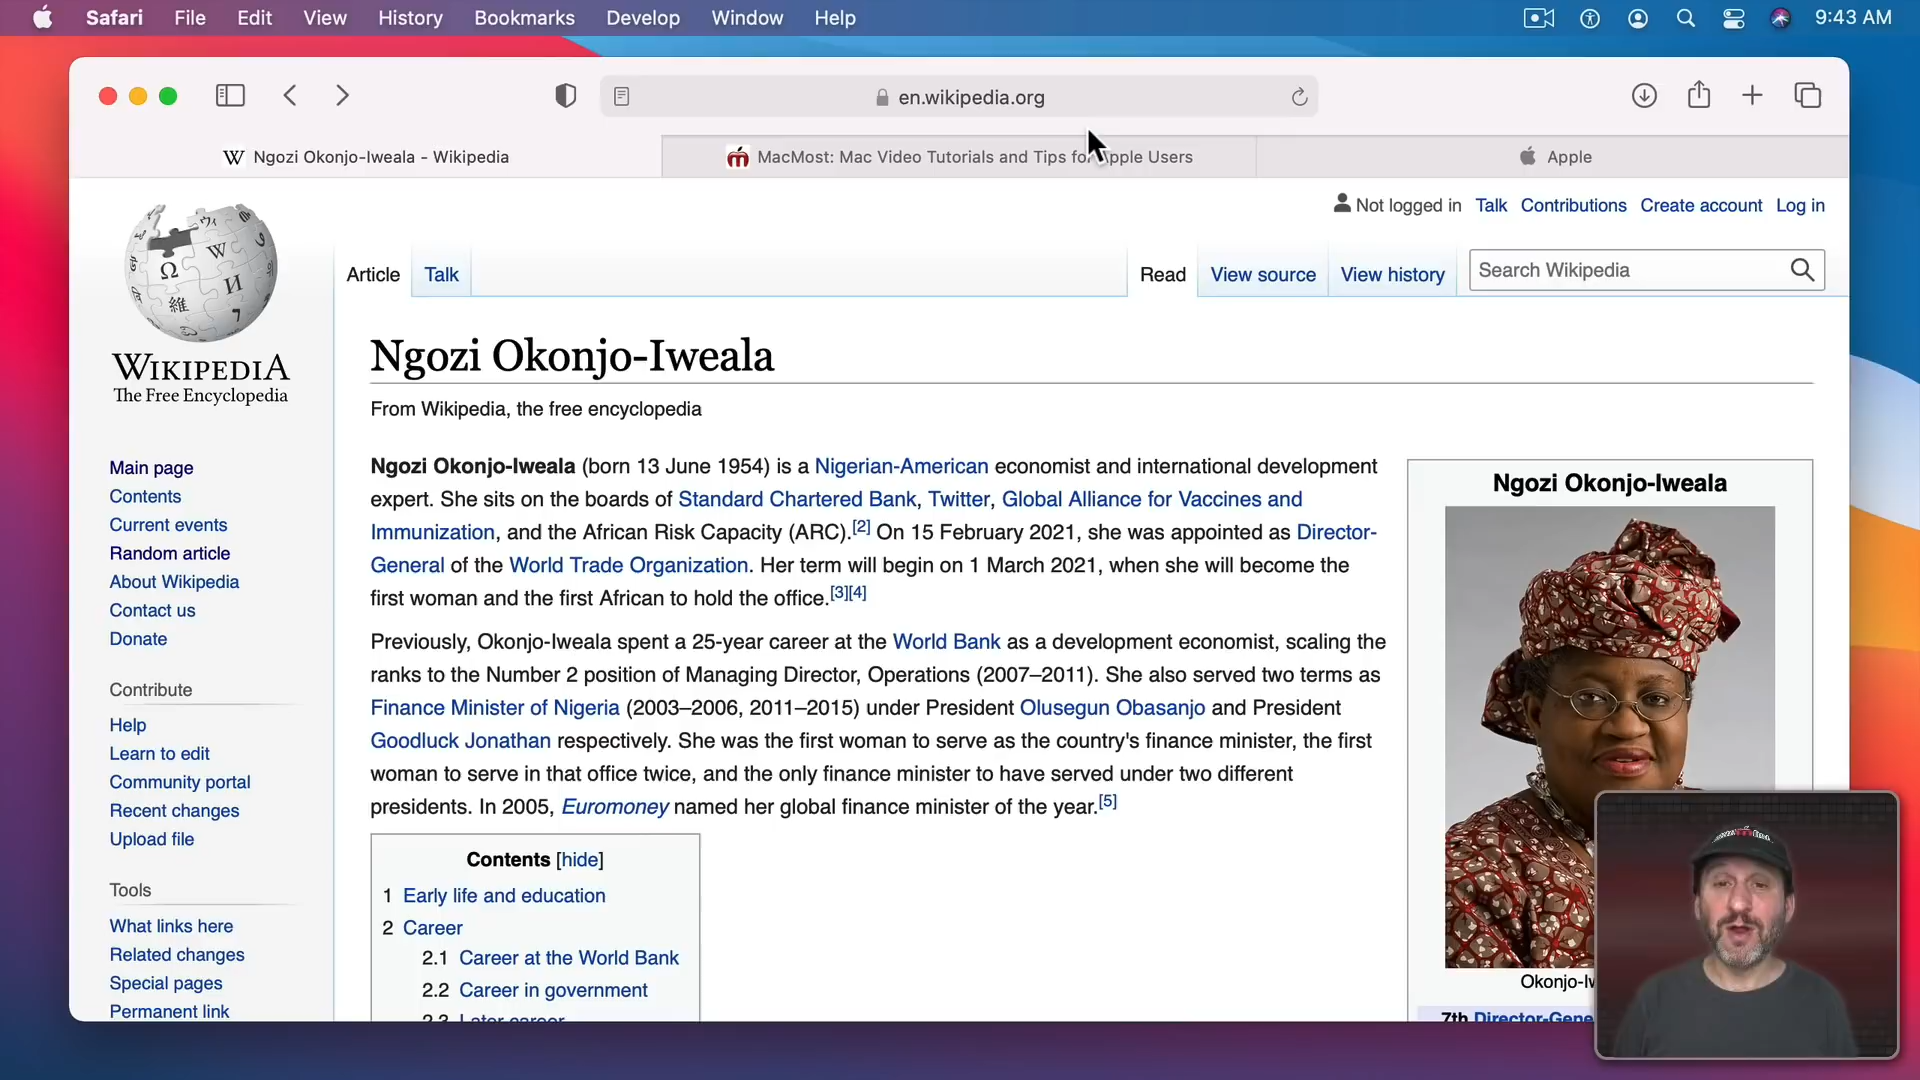 Safari File Edit View History Bookmarks Develop Window Help 9:43 AM
en.wikipedia.org
W Ngozi Okonjo-Iweala - Wikipedia
MacMost: Mac Video Tutorials and Tips for Apple Users
Apple
Not logged in Talk Contributions Create account Log in
Article Talk Read View source View history Search Wikipedia
WIKIPEDIA
The Free Encyclopedia
Main page
Contents
Current events
Random article
About Wikipedia
Contact us
Donate
Contribute
Help
Learn to edit
Community portal
Recent changes
Upload file
Tools
What links here
Related changes
Special pages
Permanent link
Ngozi Okonjo-Iweala
From Wikipedia, the free encyclopedia
Ngozi Okonjo-Iweala (born 13 June 1954) is a Nigerian-American economist and international development
expert. She sits on the boards of Standard Chartered Bank, Twitter, Global Alliance for Vaccines and
Immunization, and the African Risk Capacity (ARC).[2] On 15 February 2021, she was appointed as Director-
General of the World Trade Organization. Her term will begin on 1 March 2021, when she will become the
first woman and the first African to hold the office.[3][4]
Previously, Okonjo-Iweala spent a 25-year career at the World Bank as a development economist, scaling the
ranks to the Number 2 position of Managing Director, Operations (2007–2011). She also served two terms as
Finance Minister of Nigeria (2003–2006, 2011–2015) under President Olusegun Obasanjo and President
Goodluck Jonathan respectively. She was the first woman to serve as the country's finance minister, the first
woman to serve in that office twice, and the only finance minister to have served under two different
presidents. In 2005, Euromoney named her global finance minister of the year.[5]
Contents [hide]
1 Early life and education
2 Career
2.1 Career at the World Bank
2.2 Career in government
2.3 Later career
Ngozi Okonjo-Iweala
Okonjo-Iw
7th Director-Gene